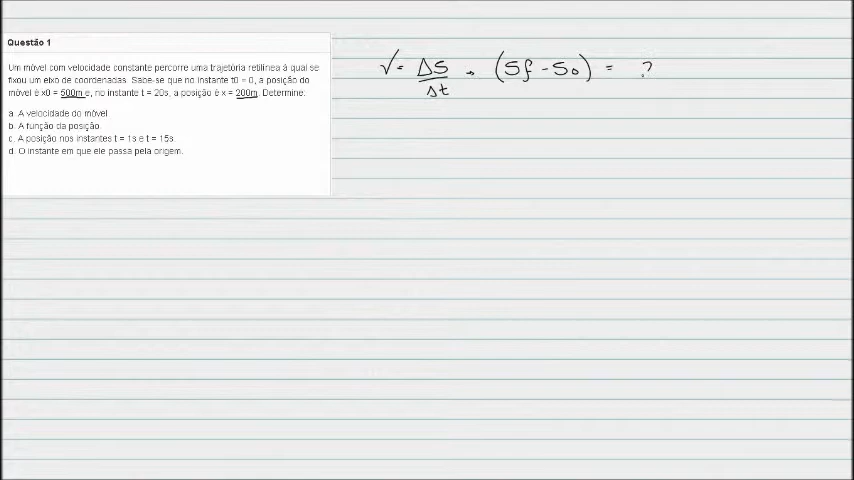 Questão 1
Um móvel com velocidade constante percorre uma trajetória retilínea à qual se
fixou um eixo de coordenadas. Sabe-se que no instante t0 = 0, a posição do
móvel é x0 = 500m e, no instante t = 20s, a posição é x = 200m. Determine:
a. A velocidade do móvel.
b. A função da posição.
c. A posição nos instantes t = 1s e t = 15s
d. O instante em que ele passa pela origem.
V = ΔS → (Sf - So) = ?
Δt